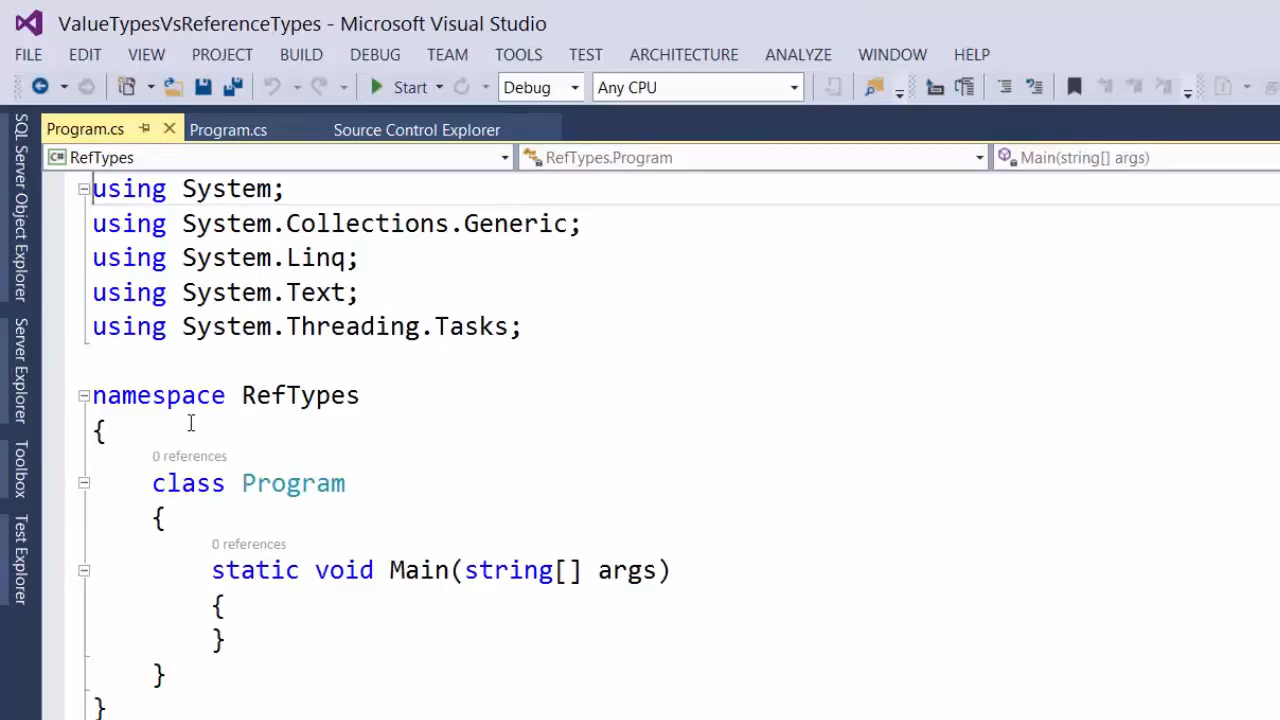 ValueTypesVsReferenceTypes - Microsoft Visual Studio
FILE EDIT VIEW PROJECT BUILD DEBUG TEAM TOOLS TEST ARCHITECTURE ANALYZE WINDOW HELP
Start Debug Any CPU
Program.cs Program.cs Source Control Explorer
C# RefTypes RefTypes.Program Main(string[] args)
SQL Server Object Explorer
Server Explorer
Toolbox
Test Explorer
using System;
using System.Collections.Generic;
using System.Linq;
using System.Text;
using System.Threading.Tasks;
namespace RefTypes
{
0 references
class Program
{
0 references
static void Main(string[] args)
{
}
}
}